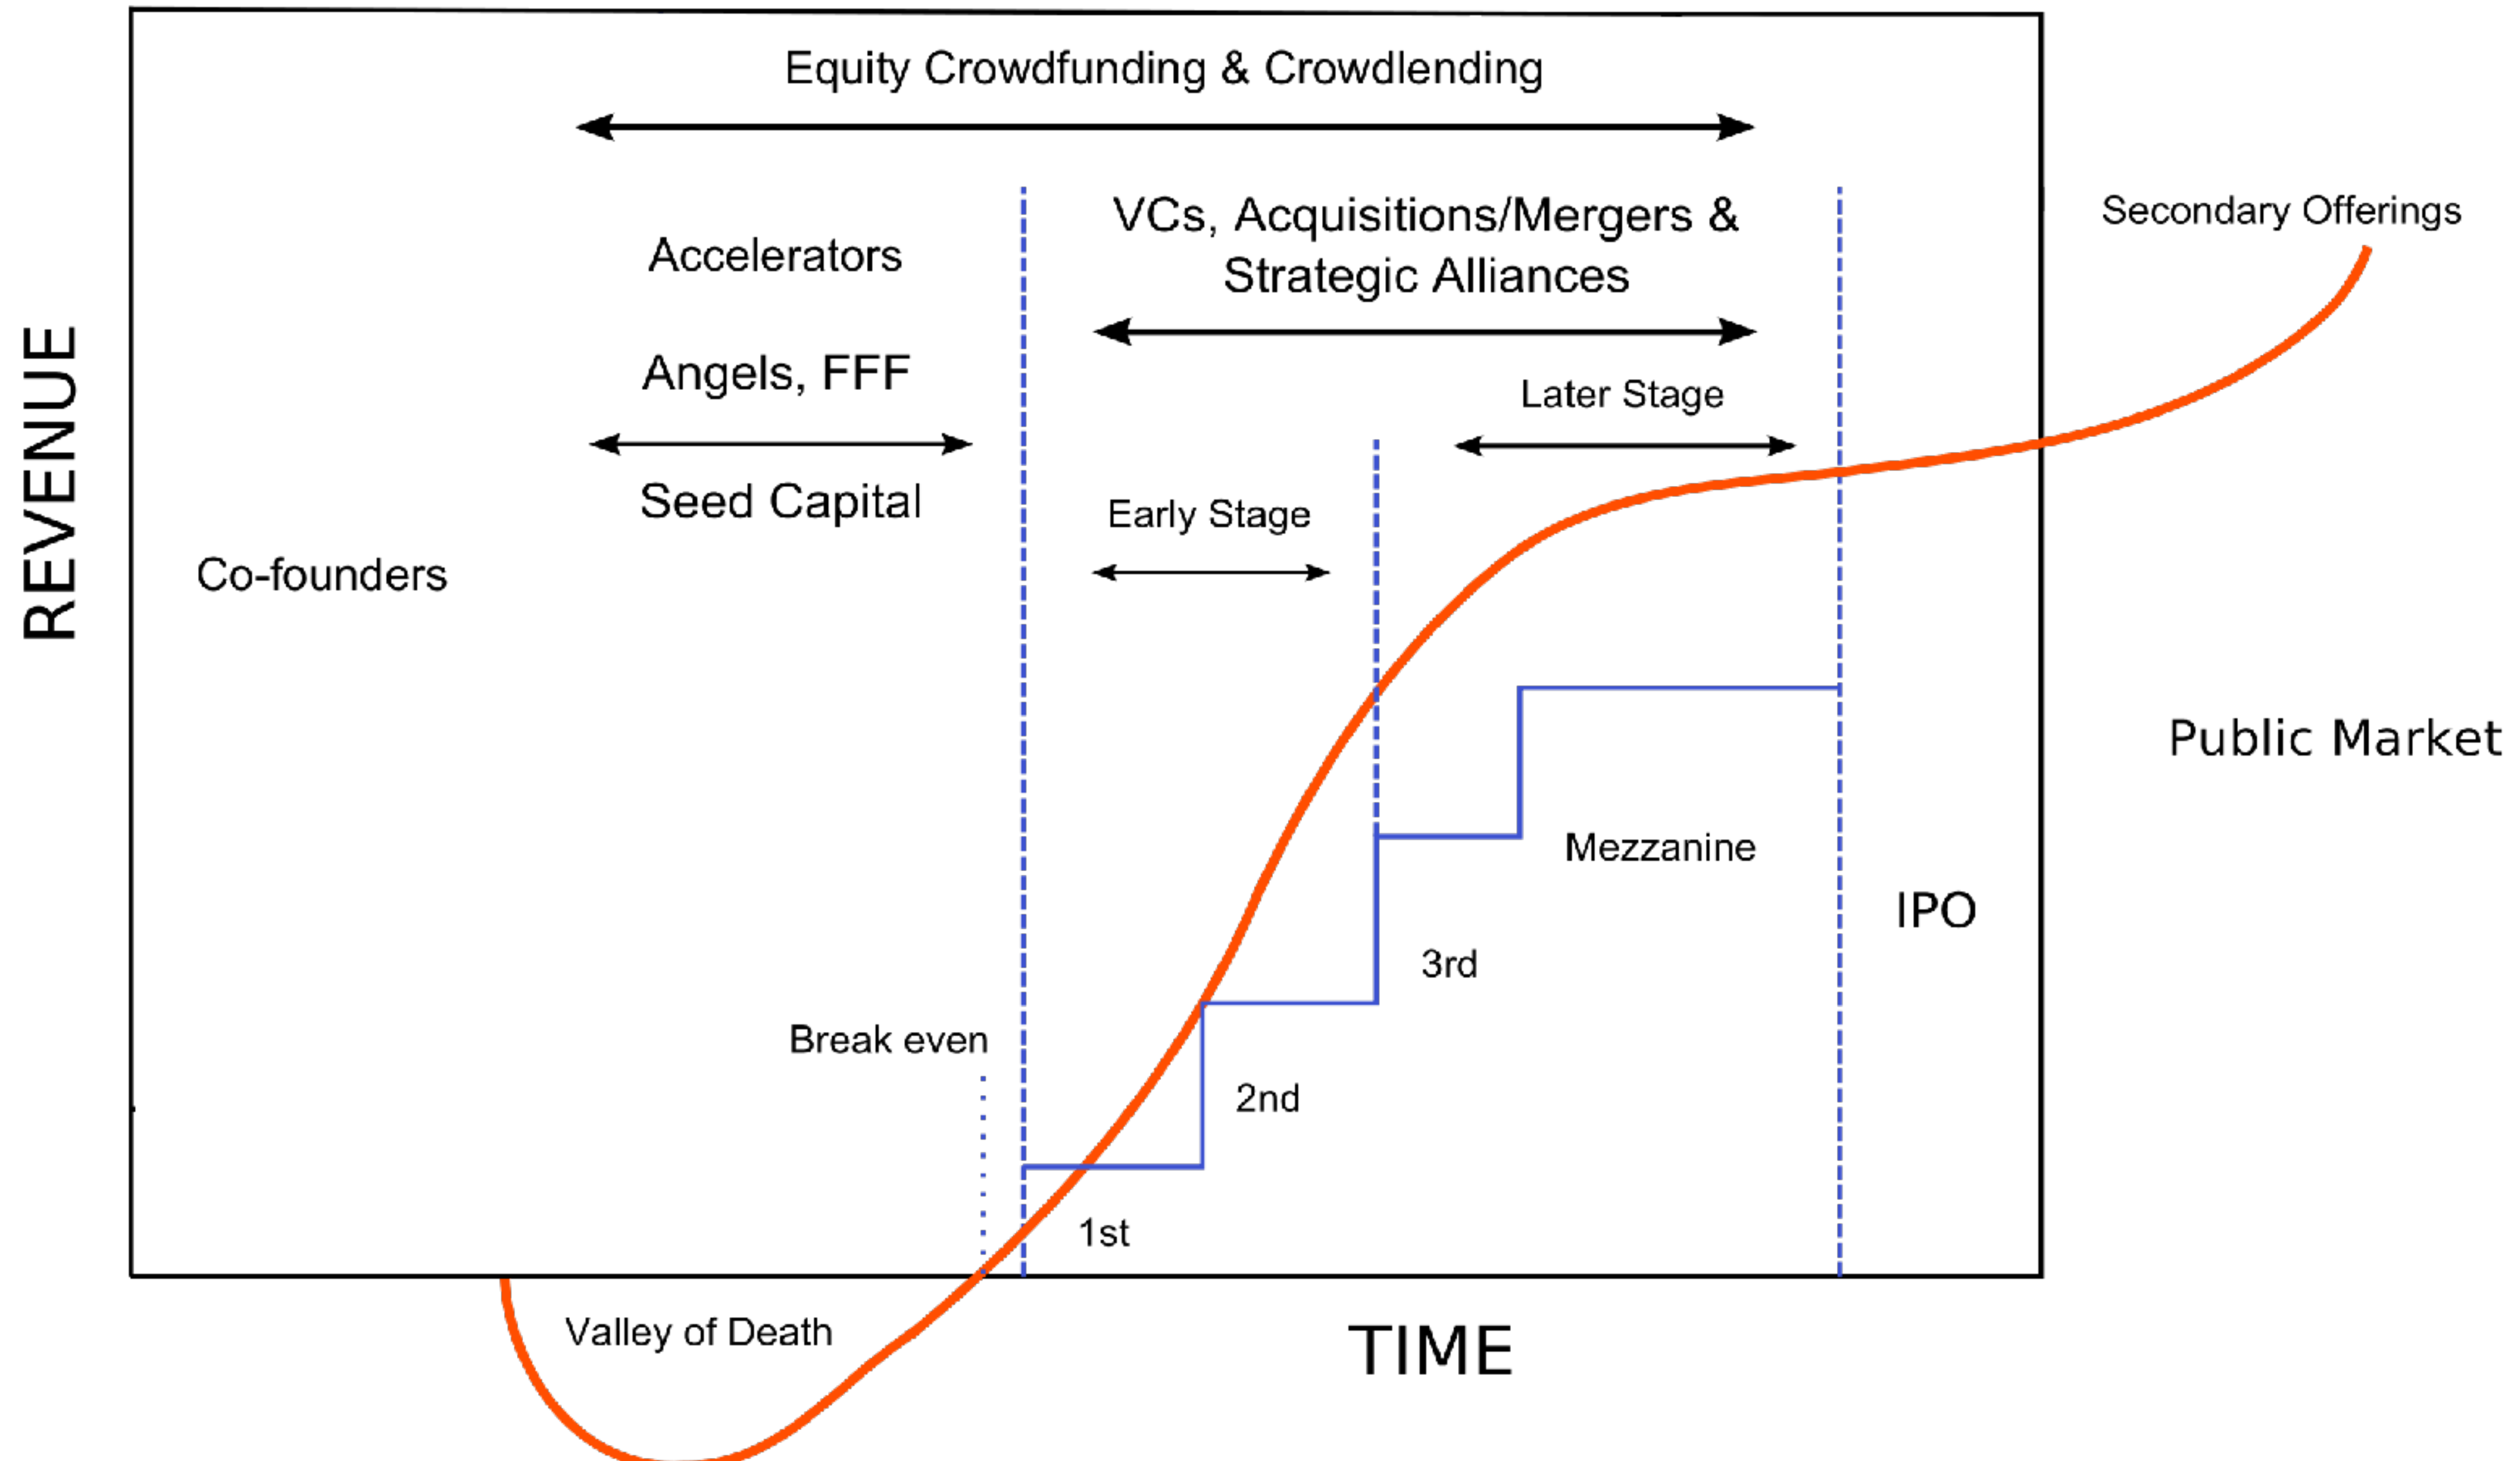 Equity Crowdfunding & Crowdlending
VCs, Acquisitions/Mergers &
Strategic Alliances
Secondary Offerings
Accelerators
Angels, FFF
Seed Capital
Later Stage
Early Stage
Co-founders
REVENUE
Public Market
Mezzanine
IPO
3rd
Break even
2nd
1st
Valley of Death
TIME